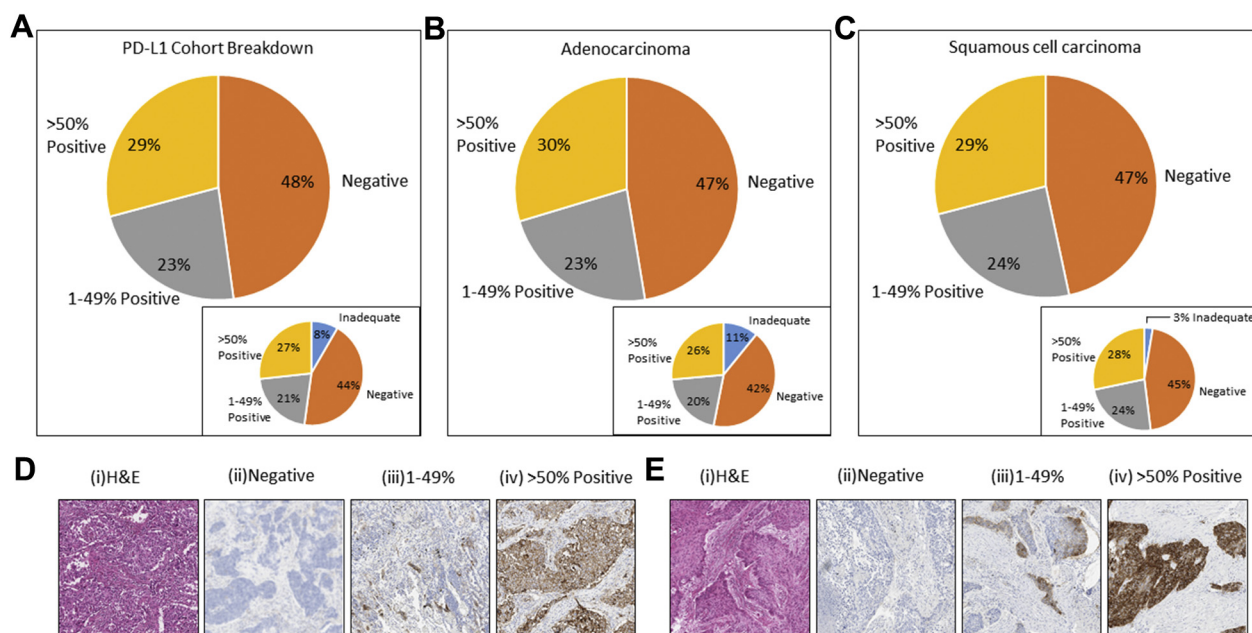 A
PD-L1 Cohort Breakdown
>50%
Positive
29%
48%
Negative
23%
1-49% Positive
Inadequate
8%
>50%
Positive
27%
44%
Negative
1-49%
Positive
21%
B
Adenocarcinoma
>50%
Positive
30%
47%
Negative
23%
1-49% Positive
Inadequate
11%
>50%
Positive
26%
42%
Negative
1-49%
Positive
20%
C
Squamous cell carcinoma
>50%
Positive
29%
47%
Negative
24%
1-49% Positive
3% Inadequate
>50%
Positive
28%
45%
Negative
1-49%
Positive
24%
D
(i)H&E
(ii)Negative
(iii)1-49%
(iv) >50% Positive
E
(i)H&E
(ii)Negative
(iii)1-49%
(iv) >50% Positive